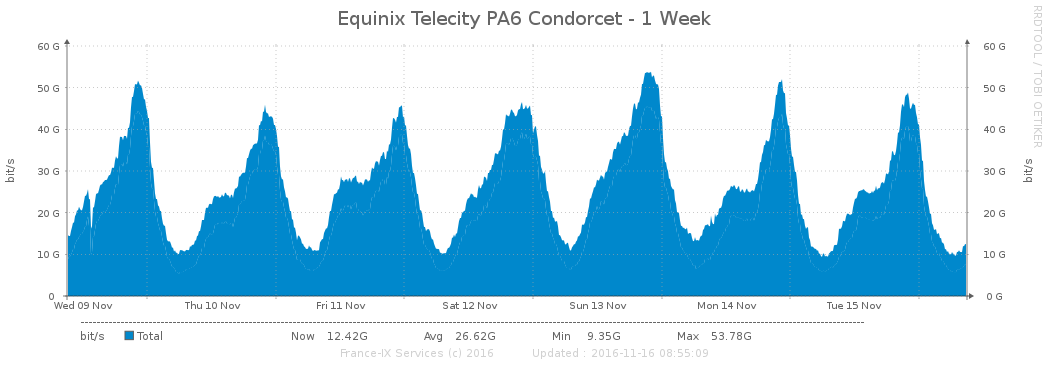 Equinix Telecity PA6 Condorcet - 1 Week
RRDTOOL / TOBI OETIKER
60 G 60 G
50 G 50 G
40 G 40 G
30 G 30 G
20 G 20 G
10 G 10 G
0 0 G
bit/s
bit/s
Wed 09 Nov Thu 10 Nov Fri 11 Nov Sat 12 Nov Sun 13 Nov Mon 14 Nov Tue 15 Nov
bit/s Total Now 12.42G Avg 26.62G Min 9.35G Max 53.78G
France-IX Services (c) 2016 Updated : 2016-11-16 08:55:09